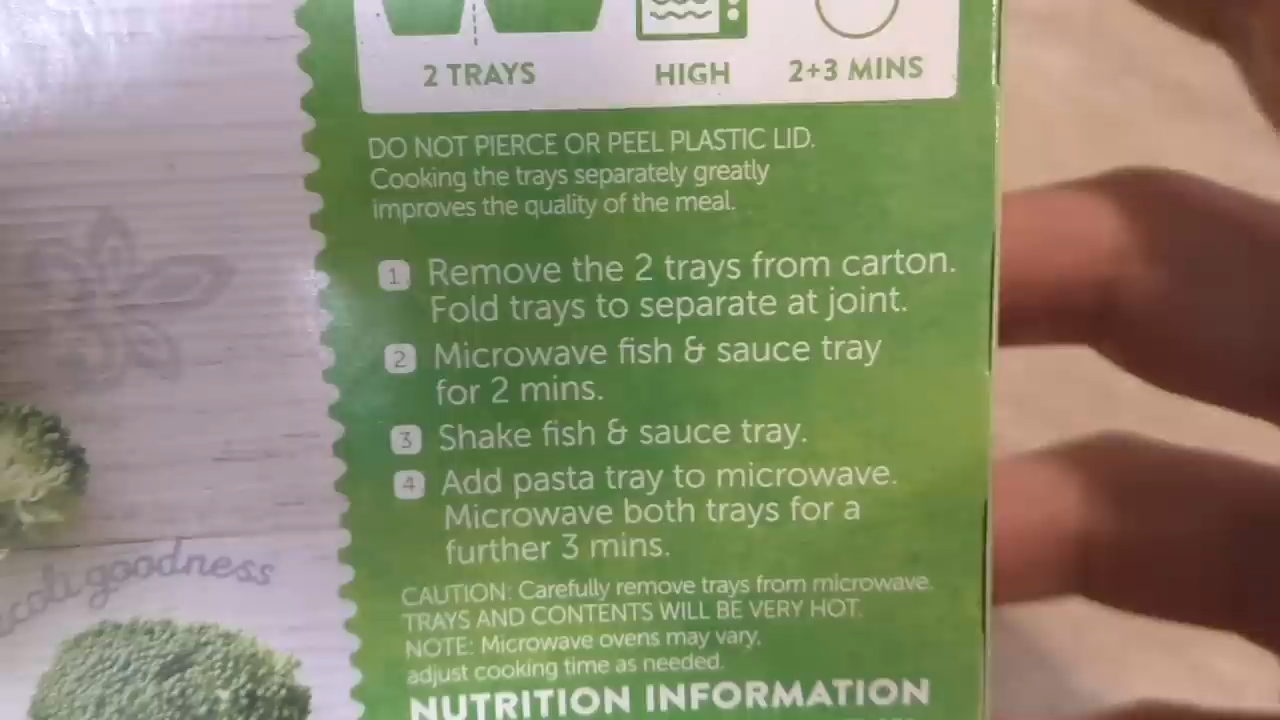 2 TRAYS HIGH 2+3 MINS
DO NOT PIERCE OR PEEL PLASTIC LID.
Cooking the trays separately greatly
improves the quality of the meal.
1 Remove the 2 trays from carton.
Fold trays to separate at joint.
2 Microwave fish & sauce tray
for 2 mins.
3 Shake fish & sauce tray.
4 Add pasta tray to microwave.
Microwave both trays for a
further 3 mins.
CAUTION: Carefully remove trays from microwave.
TRAYS AND CONTENTS WILL BE VERY HOT.
NOTE: Microwave ovens may vary,
adjust cooking time as needed.
NUTRITION INFORMATION
goodness